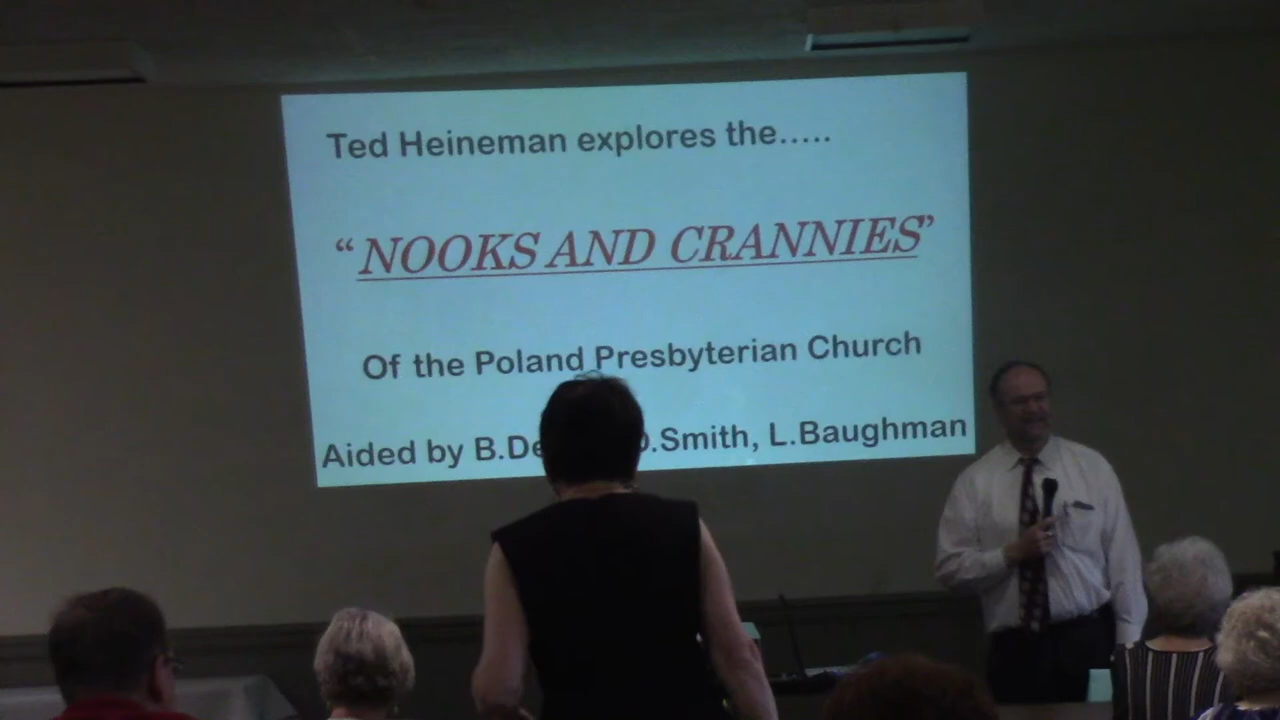 Ted Heineman explores the.....
“NOOKS AND CRANNIES”
Of the Poland Presbyterian Church
Aided by Smith, L.Baughman